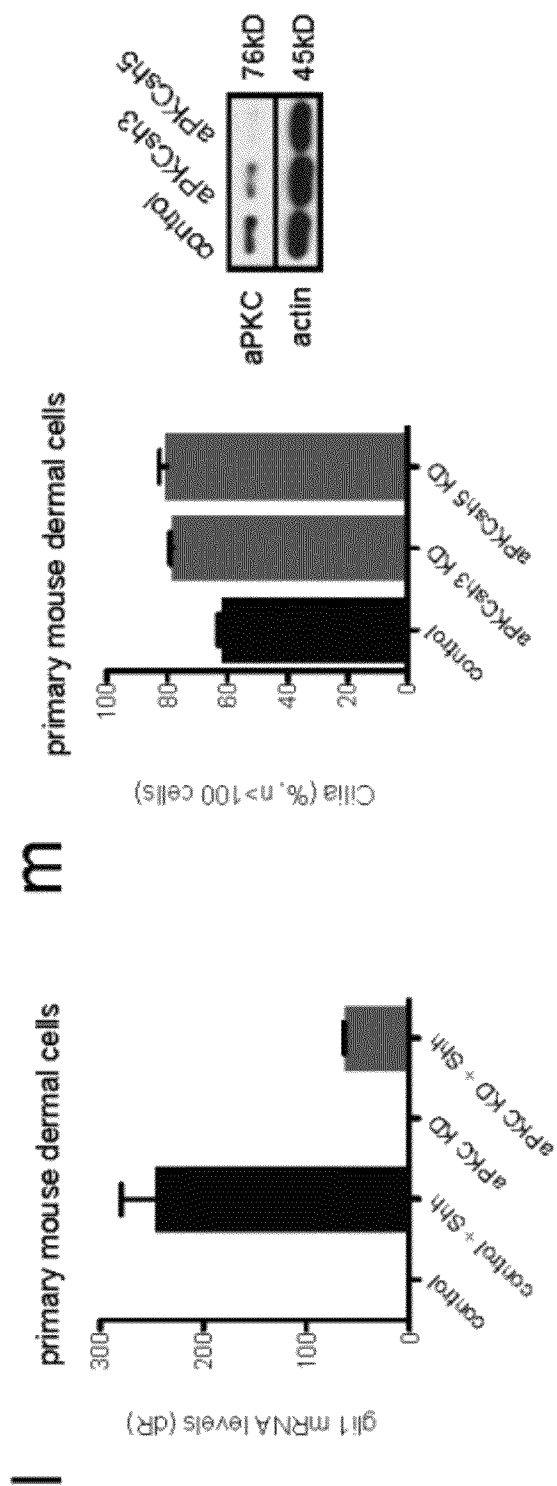 l
primary mouse dermal cells
gli1 mRNA levels (dR)
300
200
100
0
control
control + Shh
aPKC KD
aPKC KD + Shh
m
primary mouse dermal cells
Cilia (%, n>100 cells)
100
80
60
40
20
0
control
aPKCsh3 KD
aPKCsh5 KD
control
aPKCsh3
aPKCsh5
aPKC
76kD
actin
45kD